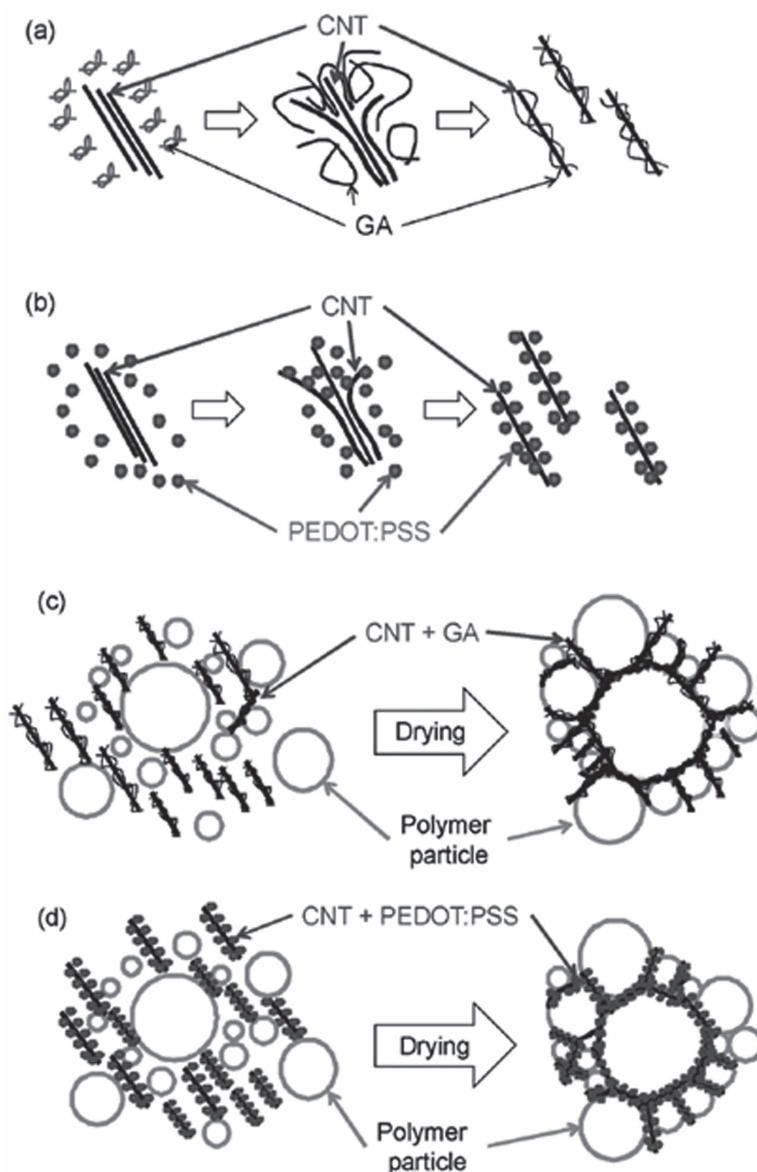 (a)
CNT
GA
(b)
CNT
PEDOT:PSS
(c)
CNT + GA
Drying
Polymer
particle
(d)
CNT + PEDOT:PSS
Drying
Polymer
particle